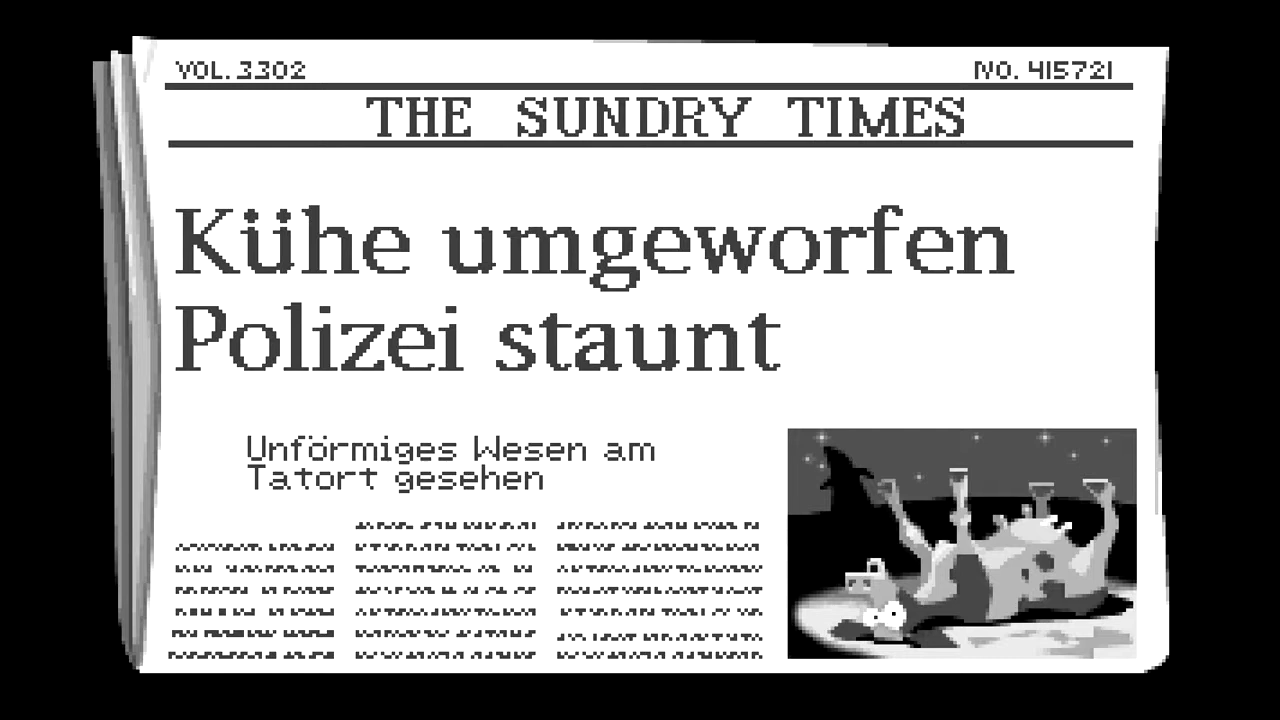 VOL. 3302
NO. 415721
THE SUNDRY TIMES
Kühe umgeworfen
Polizei staunt
Unförmiges Wesen am
Tatort gesehen